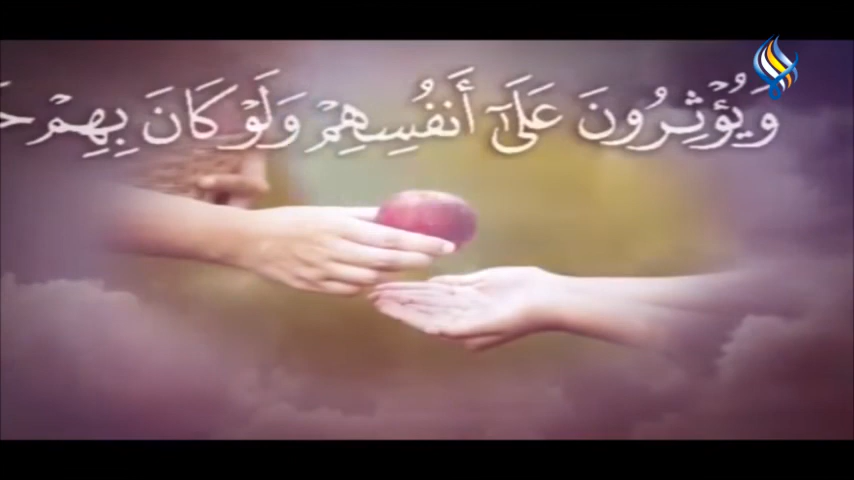 وَيُؤْثِرُونَ عَلَىٰٓ أَنفُسِهِمْ وَلَوْ كَانَ بِهِمْ